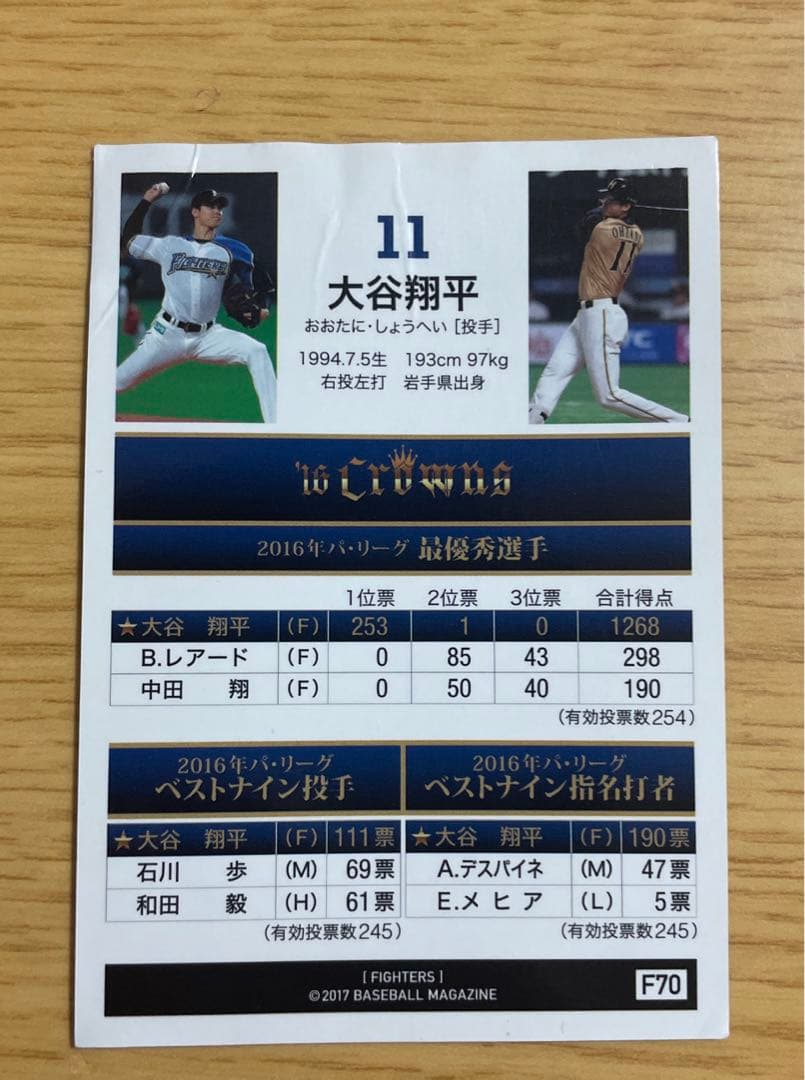 Fighters
OHTANI
11
11
大谷翔平
おおたに・しょうへい［投手］
1994.7.5生 193cm 97kg
右投左打 岩手県出身
'16 Crowns
2016年パ・リーグ 最優秀選手
1位票 2位票 3位票 合計得点
★大谷 翔平 (F) 253 1 0 1268
B.レアード (F) 0 85 43 298
中田 翔 (F) 0 50 40 190
(有効投票数254)
2016年パ・リーグ
ベストナイン投手
★大谷 翔平 (F) 111票
石川 歩 (M) 69票
和田 毅 (H) 61票
(有効投票数245)
2016年パ・リーグ
ベストナイン指名打者
★大谷 翔平 (F) 190票
A.デスパイネ (M) 47票
E.メヒア (L) 5票
(有効投票数245)
[ FIGHTERS ]
©2017 BASEBALL MAGAZINE
F70